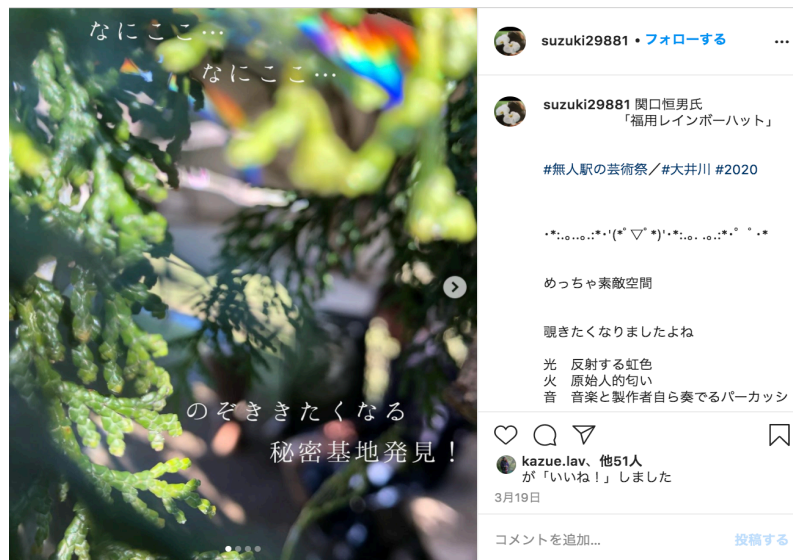 なにここ…
なにここ…
のぞききたくなる
秘密基地発見！
suzuki29881 • フォローする
suzuki29881 関口恒男氏
「福用レインボーハット」
#無人駅の芸術祭／#大井川 #2020
･*:.｡..｡.:*･'(*ﾟ▽ﾟ*)'･*:.｡. .｡.:*･゜ﾟ･*
めっちゃ素敵空間
覗きたくなりましたよね
光　反射する虹色
火　原始人的匂い
音　音楽と製作者自ら奏でるパーカッシ
kazue.lav、他51人
が「いいね！」しました
3月19日
コメントを追加... 投稿する